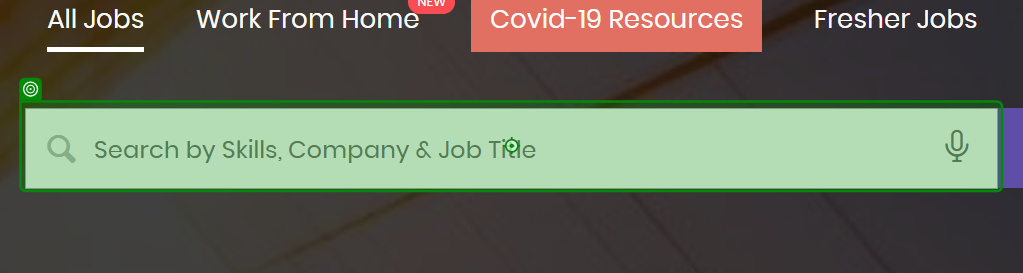 NEW
All Jobs Work From Home Covid-19 Resources Fresher Jobs
Search by Skills, Company & Job Title